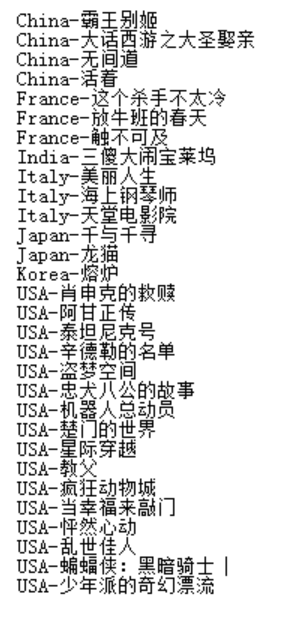 China-霸王别姬
China-大话西游之大圣娶亲
China-无间道
China-活着
France-这个杀手不太冷
France-放牛班的春天
France-触不可及
India-三傻大闹宝莱坞
Italy-美丽人生
Italy-海上钢琴师
Italy-天堂电影院
Japan-千与千寻
Japan-龙猫
Korea-熔炉
USA-肖申克的救赎
USA-阿甘正传
USA-泰坦尼克号
USA-辛德勒的名单
USA-盗梦空间
USA-忠犬八公的故事
USA-机器人总动员
USA-楚门的世界
USA-星际穿越
USA-教父
USA-疯狂动物城
USA-当幸福来敲门
USA-怦然心动
USA-乱世佳人
USA-蝙蝠侠：黑暗骑士
USA-少年派的奇幻漂流